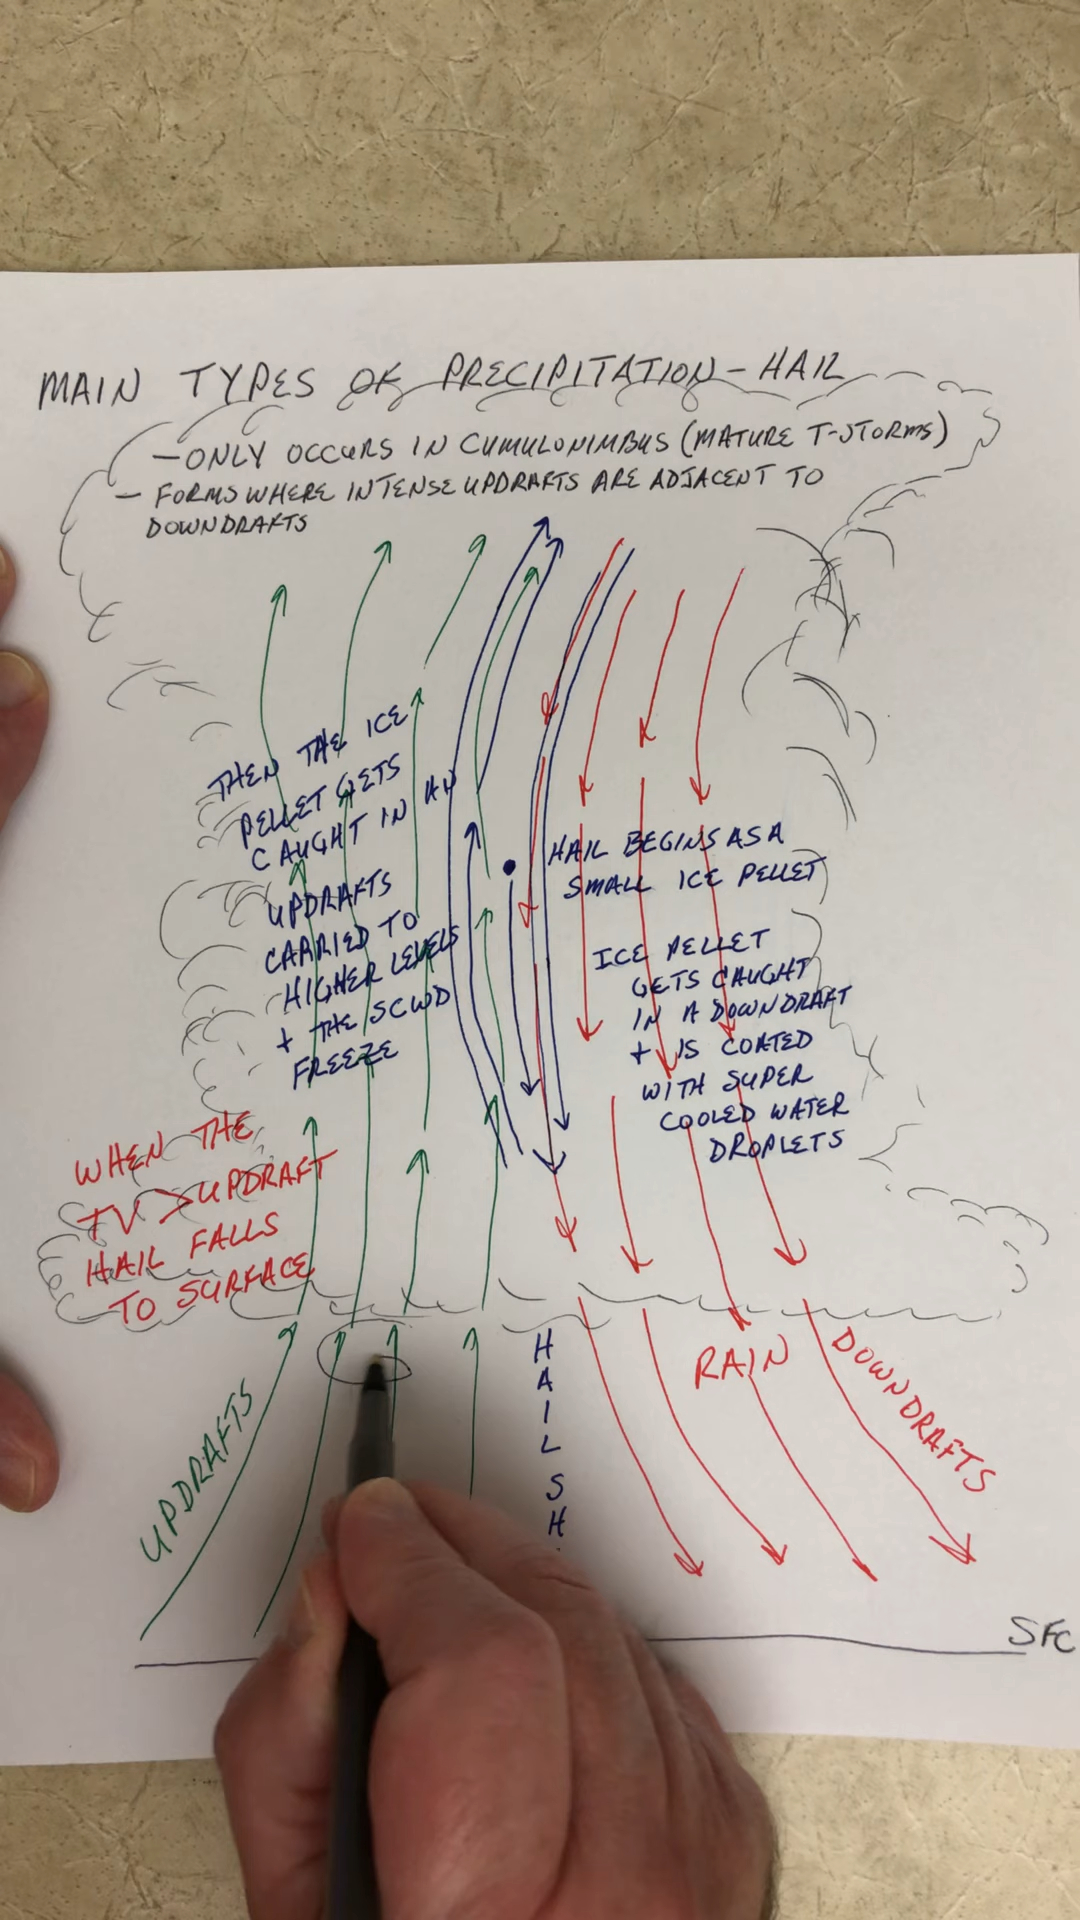 MAIN TYPES OF PRECIPITATION - HAIL
- ONLY OCCURS IN CUMULONIMBUS (MATURE T-STORMS)
- FORMS WHERE INTENSE UPDRAFTS ARE ADJACENT TO
DOWNDRAFTS
THEN THE ICE
PELLET GETS
CAUGHT IN AN
UPDRAFTS
CARRIED TO
HIGHER LEVELS
+ THE SCWD
FREEZE
HAIL BEGINS AS A
SMALL ICE PELLET
ICE PELLET
GETS CAUGHT
IN A DOWNDRAFT
+ IS COATED
WITH SUPER
COOLED WATER
DROPLETS
WHEN THE
TV > UPDRAFT
HAIL FALLS
TO SURFACE
UPDRAFTS
H
A
I
L
S
H
RAIN
DOWNDRAFTS
SFC